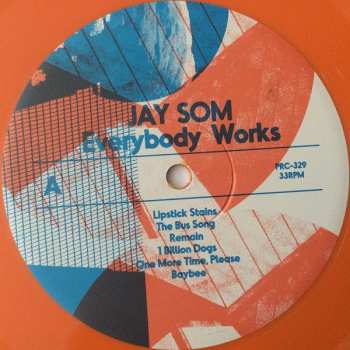 JAY SOM
Everybody Works
A
PRC-329
33RPM
Lipstick Stains
The Bus Song
Remain
1 Billion Dogs
One More Time, Please
Baybee